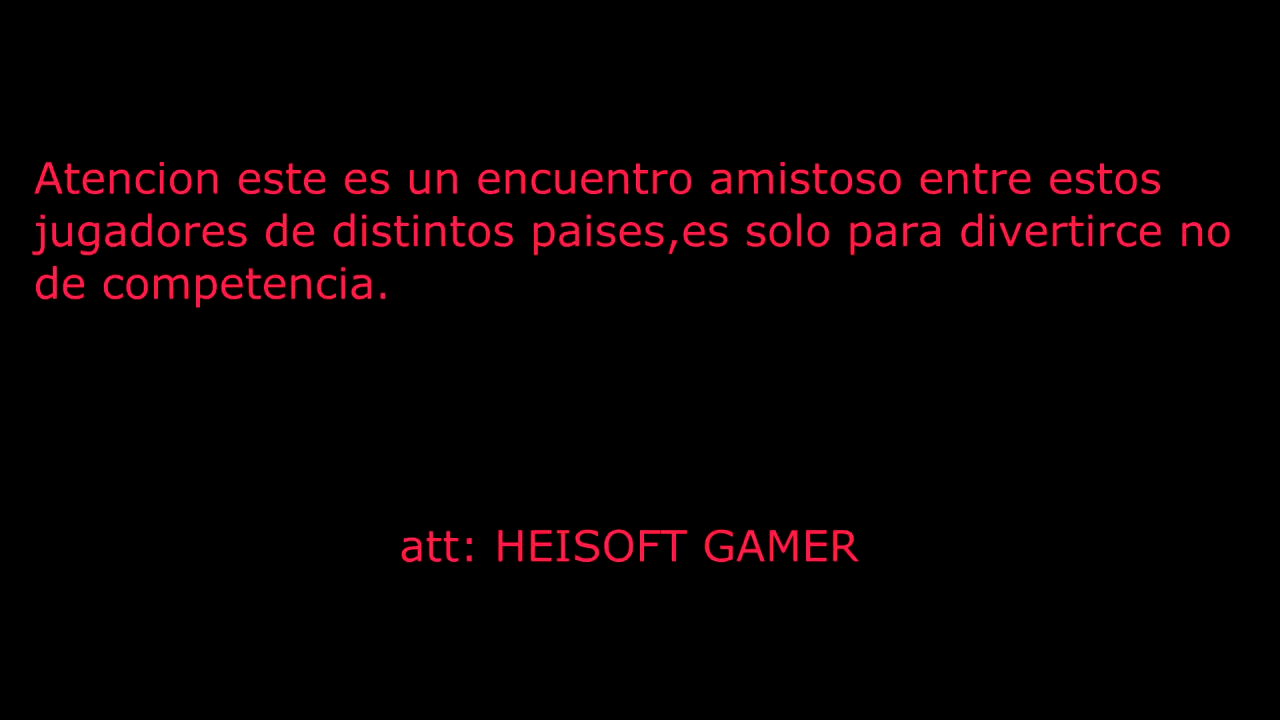 Atencion este es un encuentro amistoso entre estos
jugadores de distintos paises,es solo para divertirce no
de competencia.
att: HEISOFT GAMER